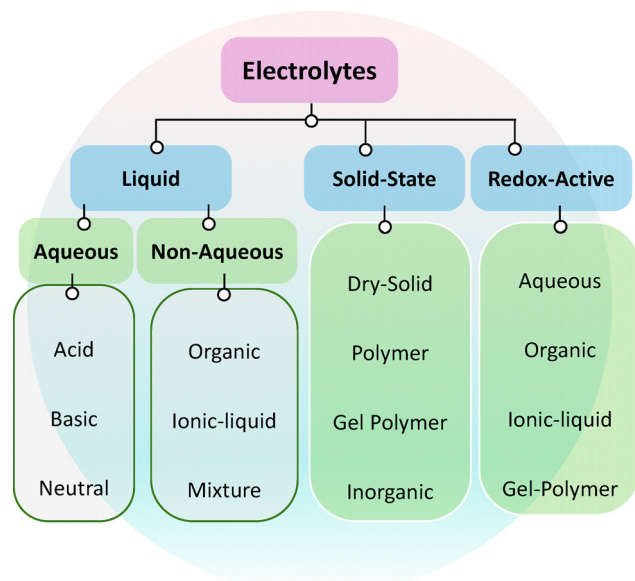 Electrolytes
Liquid
Solid-State
Redox-Active
Aqueous
Non-Aqueous
Acid
Basic
Neutral
Organic
Ionic-liquid
Mixture
Dry-Solid
Polymer
Gel Polymer
Inorganic
Aqueous
Organic
Ionic-liquid
Gel-Polymer